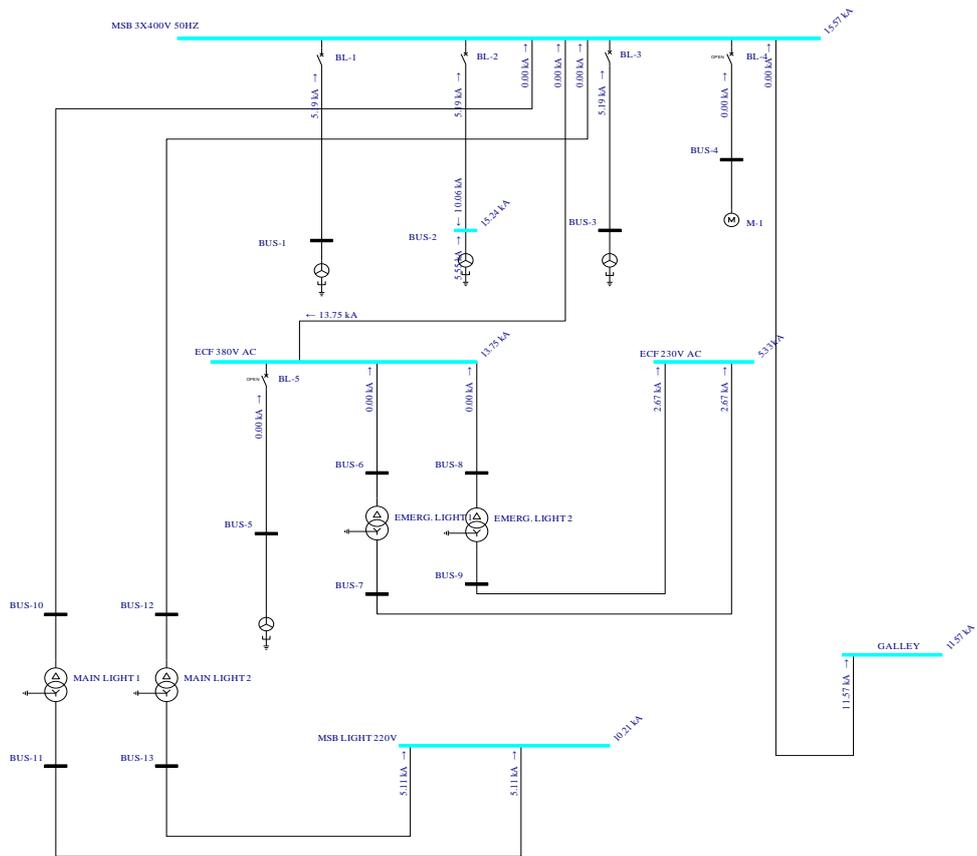 MSB 3X400V 50HZ
15.57 kA
BL-1
BL-2
BL-3
OPEN
BL-4
5.19 kA →
5.19 kA →
0.00 kA →
0.00 kA →
0.00 kA →
5.19 kA →
0.00 kA →
0.00 kA →
BUS-4
M
M-1
← 10.06 kA
15.24 kA
BUS-1
BUS-2
BUS-3
5.55 kA →
← 13.75 kA
ECF 380V AC
13.75 kA
ECF 230V AC
5.33 kA
OPEN
BL-5
0.00 kA →
0.00 kA →
0.00 kA →
2.67 kA →
2.67 kA →
BUS-6
BUS-8
BUS-5
EMERG. LIGHT 1
EMERG. LIGHT 2
BUS-7
BUS-9
BUS-10
BUS-12
GALLEY
11.57 kA
11.57 kA →
MAIN LIGHT 1
MAIN LIGHT 2
MSB LIGHT 220V
10.21 kA
BUS-11
BUS-13
5.11 kA →
5.11 kA →